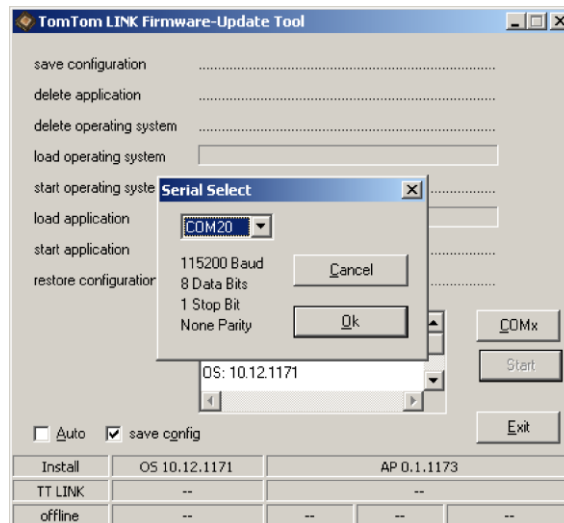 TomTom LINK Firmware-Update Tool
save configuration
delete application
delete operating system
load operating system
start operating syste
load application
start application
restore configuration
Serial Select
COM20
115200 Baud
8 Data Bits
1 Stop Bit
None Parity
Cancel
Ok
OS: 10.12.1171
COMx
Start
Exit
Auto save config
Install OS 10.12.1171 AP 0.1.1173
TT LINK -- --
offline -- -- -- --